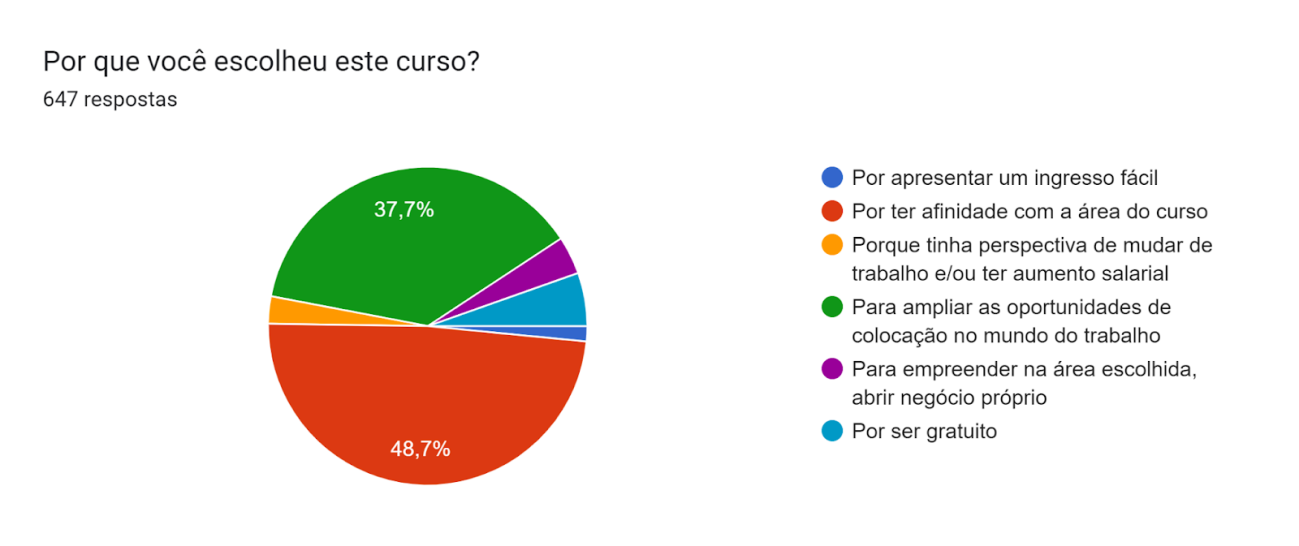 Por que você escolheu este curso?
647 respostas
37,7%
48,7%
Por apresentar um ingresso fácil
Por ter afinidade com a área do curso
Porque tinha perspectiva de mudar de
trabalho e/ou ter aumento salarial
Para ampliar as oportunidades de
colocação no mundo do trabalho
Para empreender na área escolhida,
abrir negócio próprio
Por ser gratuito